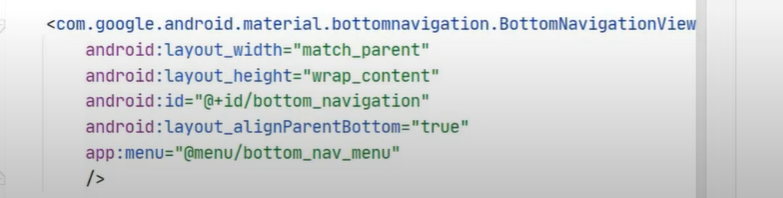 <com.google.android.material.bottomnavigation.BottomNavigationView
android:layout_width="match_parent"
android:layout_height="wrap_content"
android:id="@+id/bottom_navigation"
android:layout_alignParentBottom="true"
app:menu="@menu/bottom_nav_menu"
/>